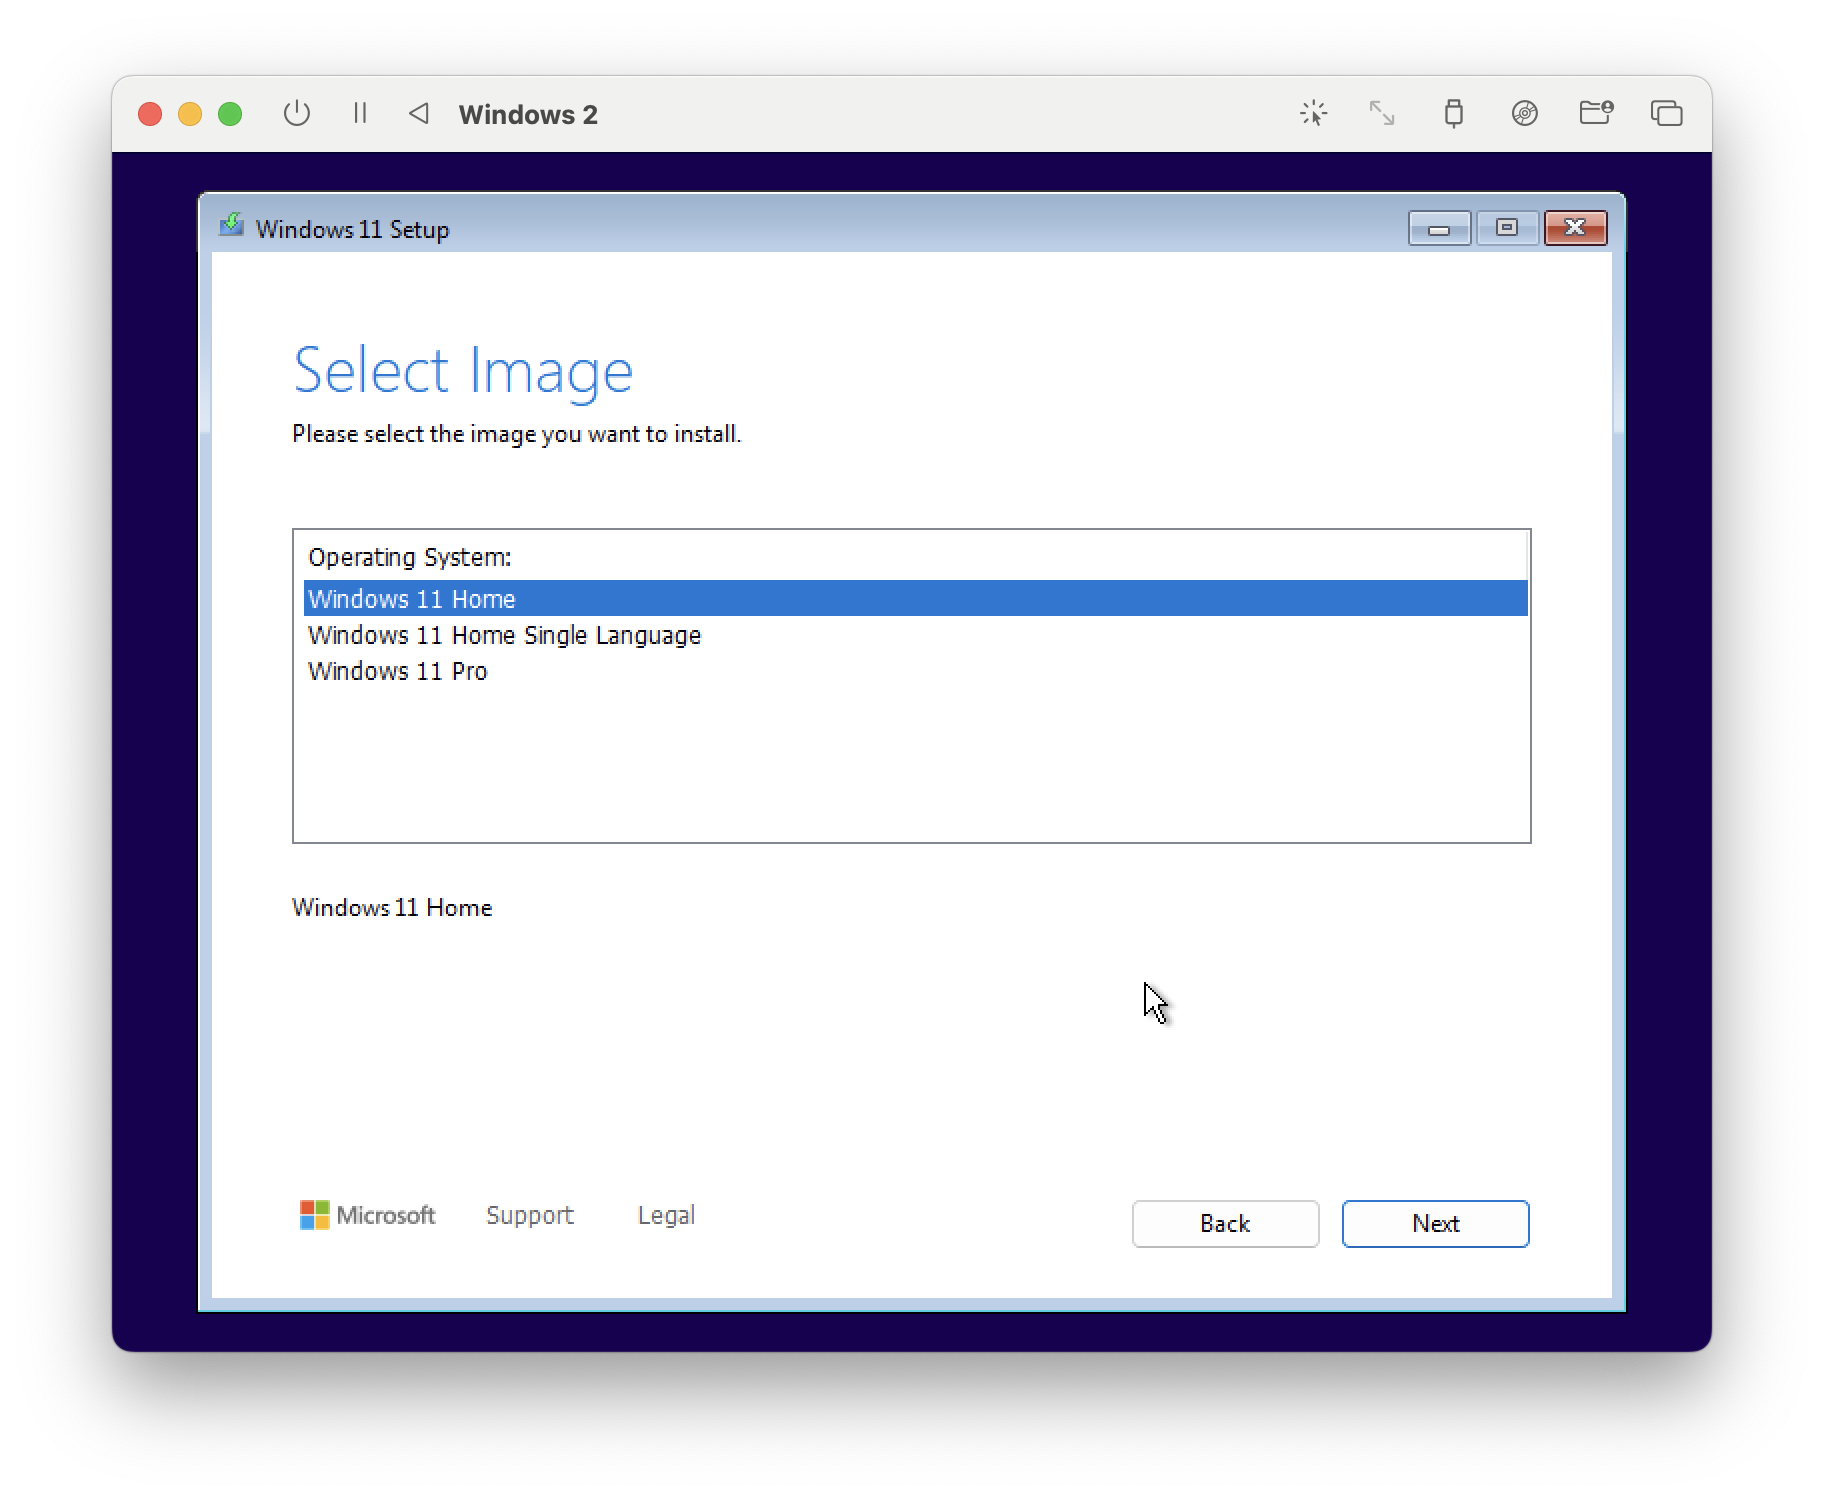 Windows 2
Windows 11 Setup
Select Image
Please select the image you want to install.
Operating System:
Windows 11 Home
Windows 11 Home Single Language
Windows 11 Pro
Windows 11 Home
Microsoft Support Legal
Back Next